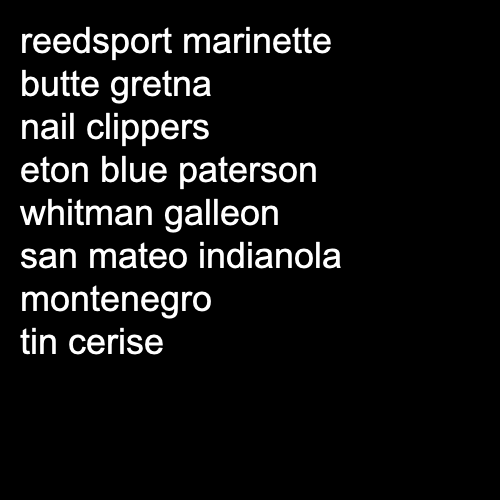 reedsport marinette
butte gretna
nail clippers
eton blue paterson
whitman galleon
san mateo indianola
montenegro
tin cerise